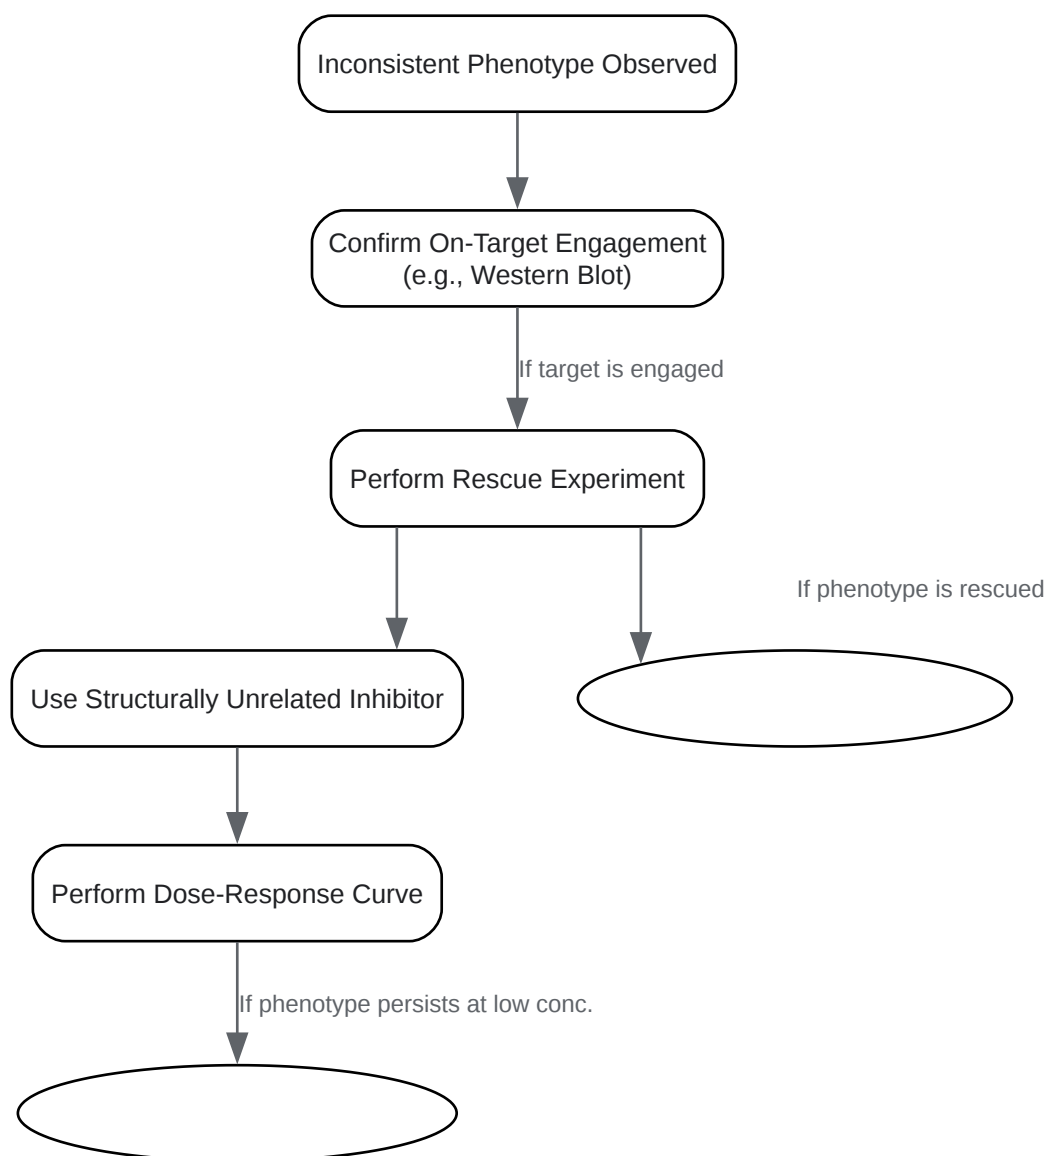 Inconsistent Phenotype Observed
Confirm On-Target Engagement
(e.g., Western Blot)
If target is engaged
Perform Rescue Experiment
If phenotype is rescued
Use Structurally Unrelated Inhibitor
Perform Dose-Response Curve
If phenotype persists at low conc.